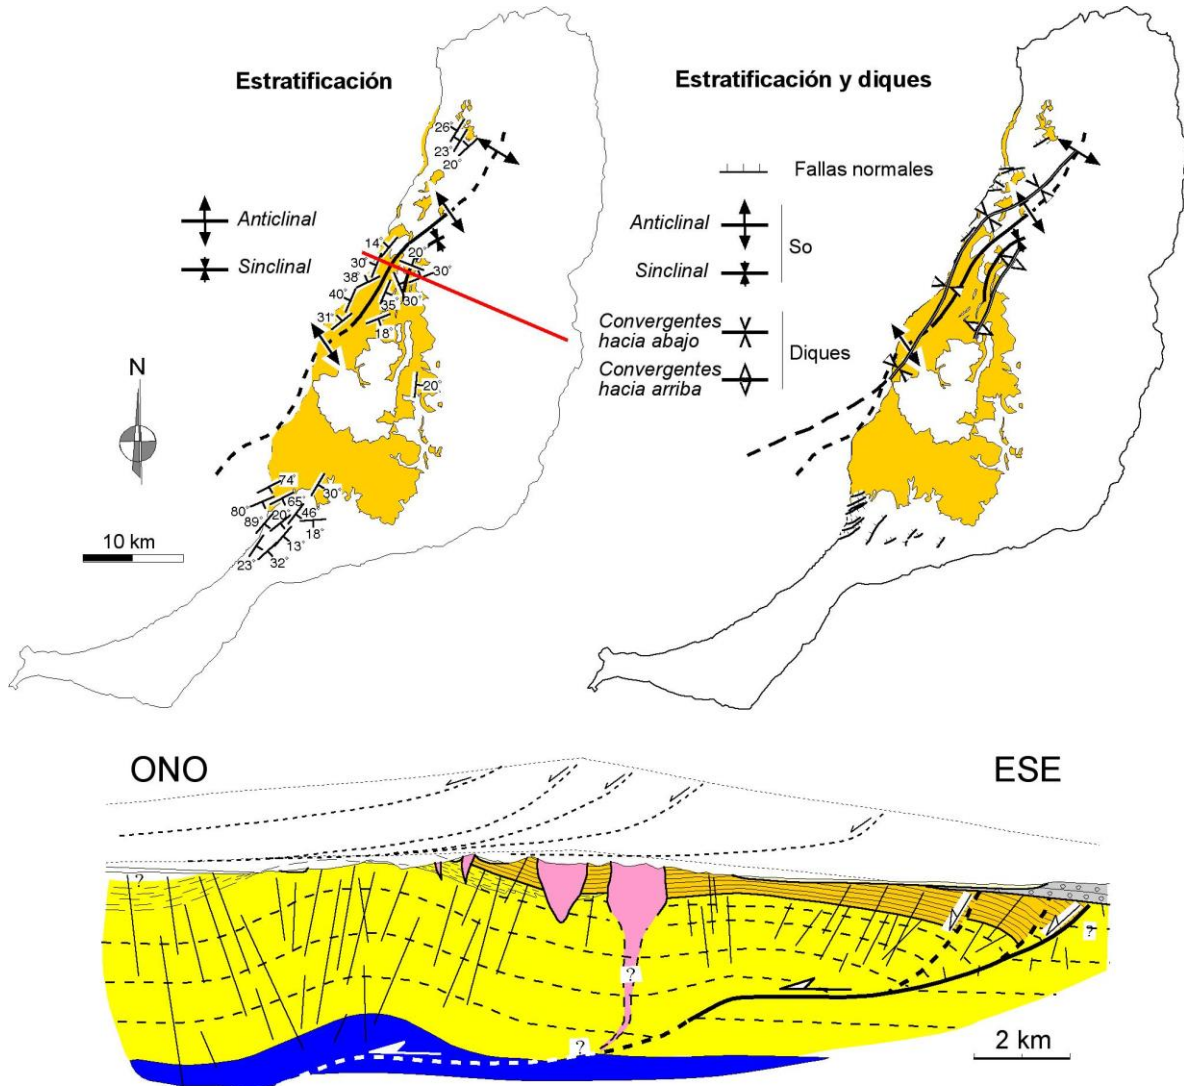 Estratificación
26°
23°
20°
Anticlinal
Sinclinal
14°
20°
30°
30°
38°
40°
35°
30°
31°
18°
20°
N
74°
30°
80°
65°
89°
20°
46°
18°
13°
23°
32°
10 km
Estratificación y diques
Fallas normales
Anticlinal
So
Sinclinal
Convergentes
hacia abajo
Diques
Convergentes
hacia arriba
ONO
ESE
?
?
?
?
2 km